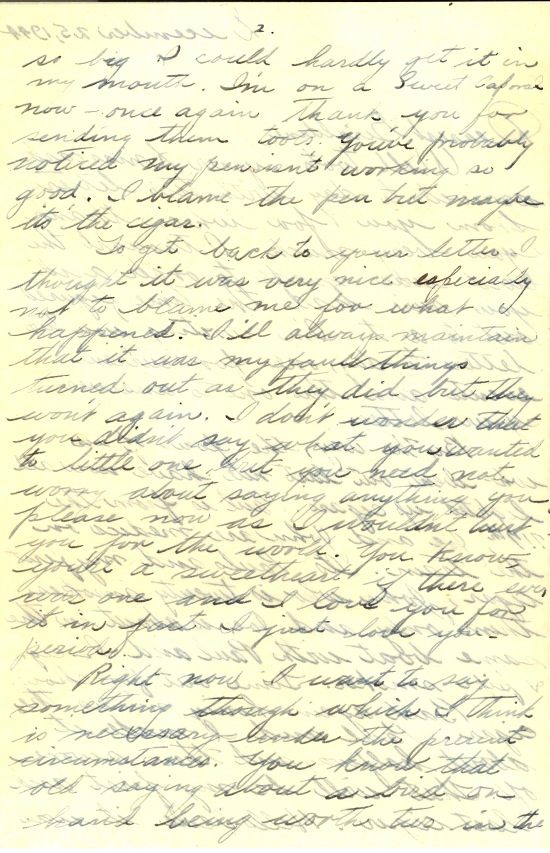 2.
so big I could hardly get it in
my mouth. I'm on a Sweet
now - once again thank you for
sending them toots. You've probably
noticed my pen isn't working so
good. I blame the pen but maybe
its the cigar.
To get back to your letter I
thought it was very nice especially
not to blame me for what
happened. I'll always maintain
that it was my fault things
turned out as they did but they
won't again. I don't wonder that
you didn't say what you wanted
to little one but you need not
worry about saying anything you
please now as I wouldn't hurt
you for the world. You know,
you're a sweetheart if there ever
was one and I love you for
it in fact I just love you -
period.
Right now I want to say
something though which I think
is necessary under the present
circumstances. You know that
old saying about a bird on
hand being worth two in the